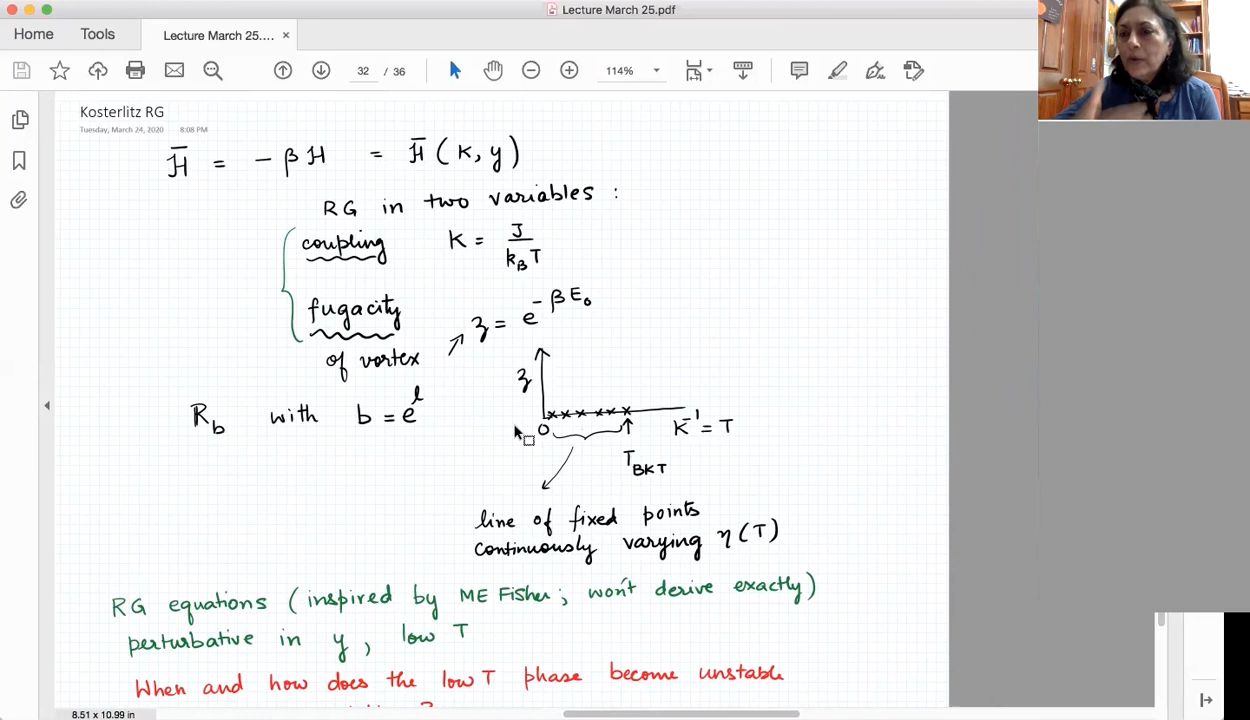 Lecture March 25.pdf
Home Tools Lecture March 25.... ×
32 / 36 114%
Kosterlitz RG
Tuesday, March 24, 2020 8:08 PM
H̄ = - β H = H̄ (K, y)
RG in two variables :
coupling K = J / k_B T
fugacity
of vortex z = e^{-βE_0}
z
R_b with b = e^l
0 K^{-1} = T
T_BKT
line of fixed points
continuously varying η(T)
RG equations (inspired by ME Fisher; won't derive exactly)
perturbative in y, low T
When and how does the low T phase become unstable
8.51 x 10.99 in